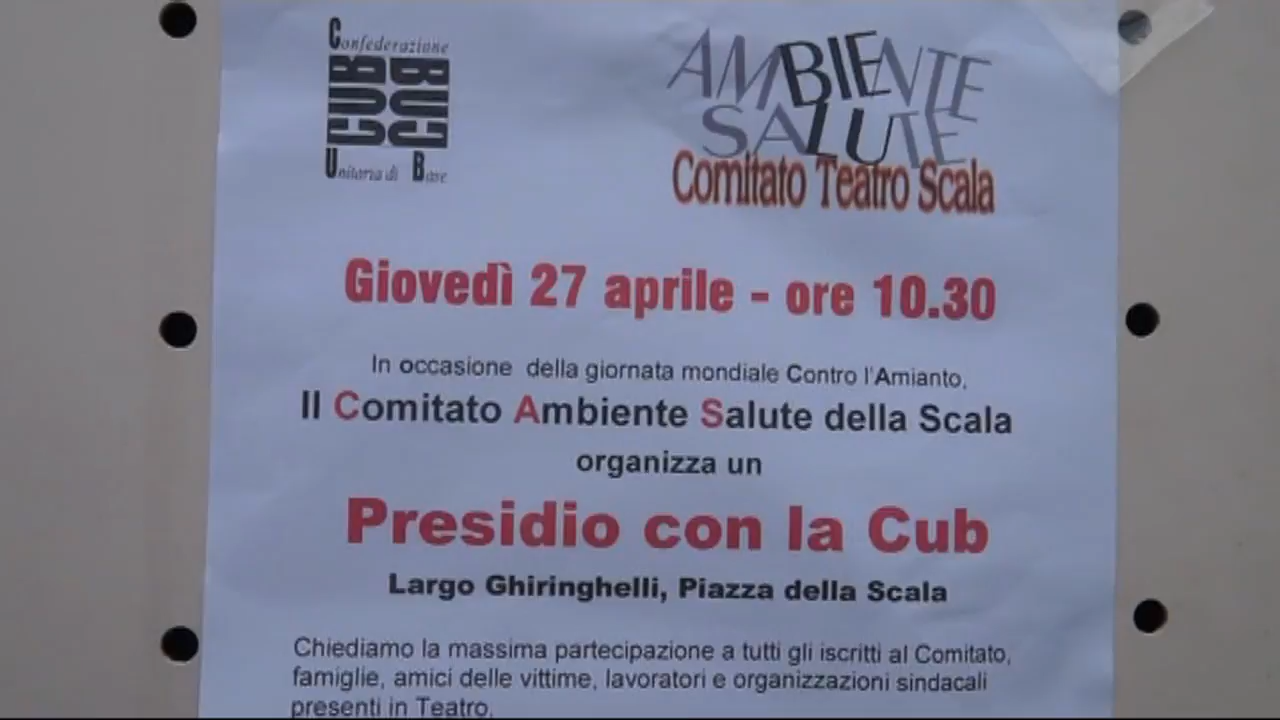 Confederazione
CUB CUB
Unitaria di Base
AMBIENTE
SALUTE
Comitato Teatro Scala
Giovedì 27 aprile - ore 10.30
In occasione della giornata mondiale Contro l'Amianto,
Il Comitato Ambiente Salute della Scala
organizza un
Presidio con la Cub
Largo Ghiringhelli, Piazza della Scala
Chiediamo la massima partecipazione a tutti gli iscritti al Comitato,
famiglie, amici delle vittime, lavoratori e organizzazioni sindacali
presenti in Teatro.